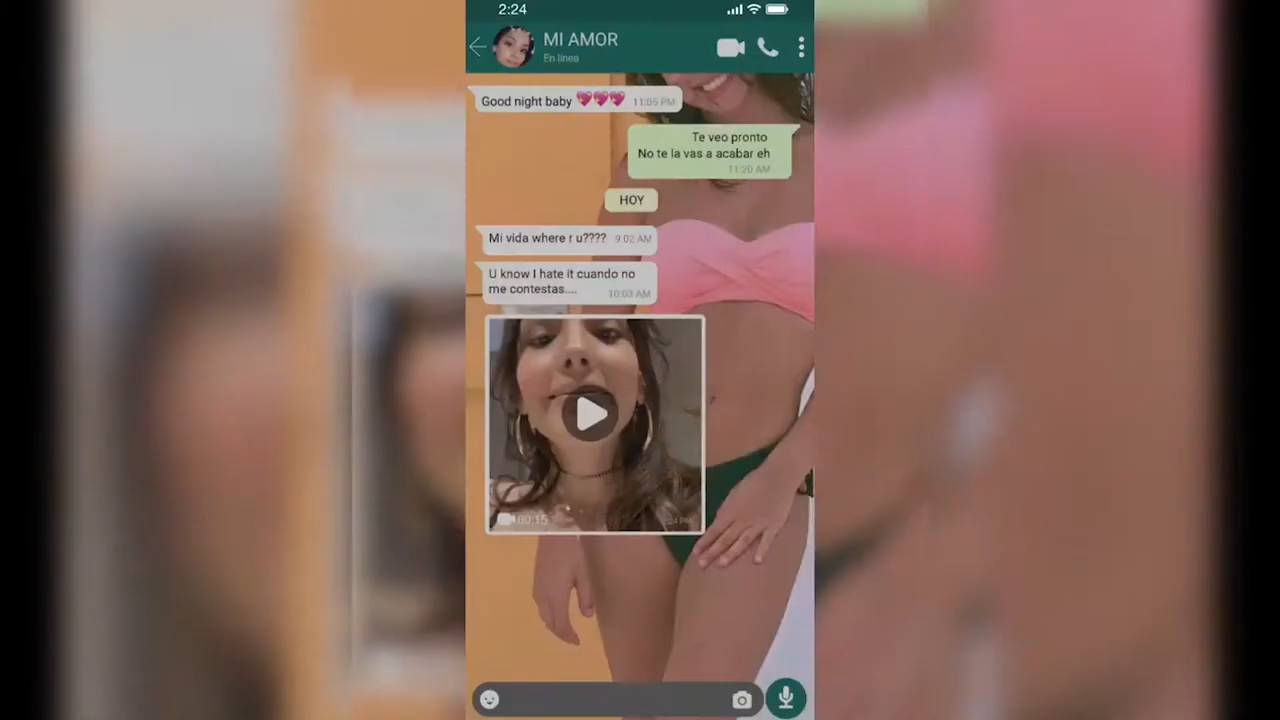 2:24
MI AMOR
En línea
Good night baby 💖💖💖 11:05 PM
Te veo pronto
No te la vas a acabar eh
11:20 AM
HOY
Mi vida where r u???? 9:02 AM
U know I hate it cuando no
me contestas....
10:03 AM
00:15